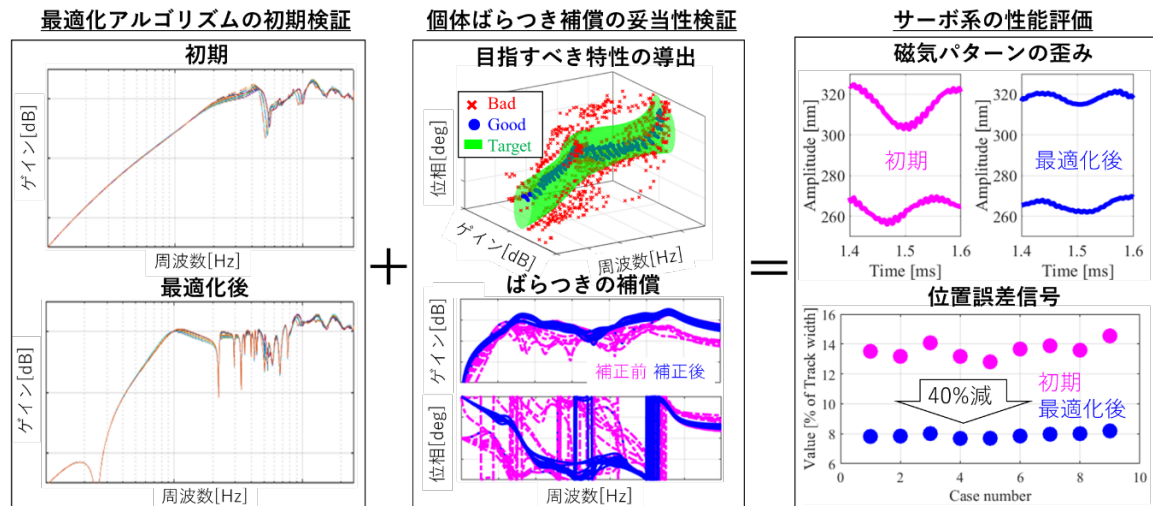 最適化アルゴリズムの初期検証
初期
ゲイン[dB]
周波数[Hz]
最適化後
ゲイン[dB]
周波数[Hz]
+
個体ばらつき補償の妥当性検証
目指すべき特性の導出
Bad
Good
Target
位相[deg]
ゲイン[dB]
周波数[Hz]
ばらつきの補償
ゲイン[dB]
補正前 補正後
位相[deg]
周波数[Hz]
=
サーボ系の性能評価
磁気パターンの歪み
Amplitude [nm]
320
300
280
260
初期
1.4 1.5 1.6
Time [ms]
Amplitude [nm]
320
300
280
260
最適化後
1.4 1.5 1.6
Time [ms]
位置誤差信号
Value [% of Track width]
16
14
12
10
8
6
初期
40%減
最適化後
0 2 4 6 8 10
Case number